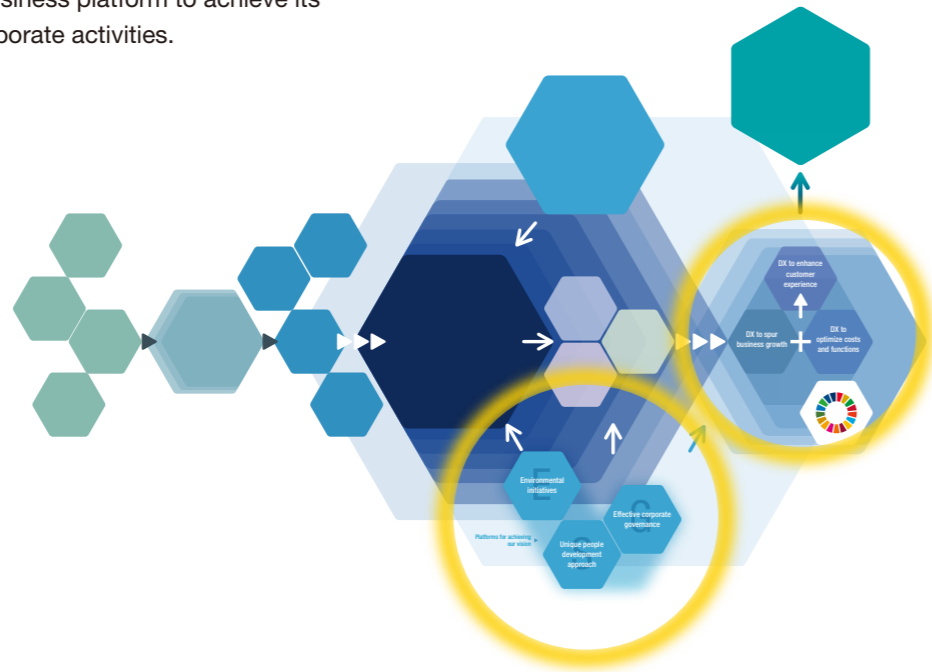 business platform to achieve its
porate activities.
DX to enhance
customer
experience
DX to spur
business growth
DX to
optimize costs
and functions
E
Environmental
initiatives
G
Effective corporate
governance
Platforms for achieving
our vision
S
Unique people
development
approach